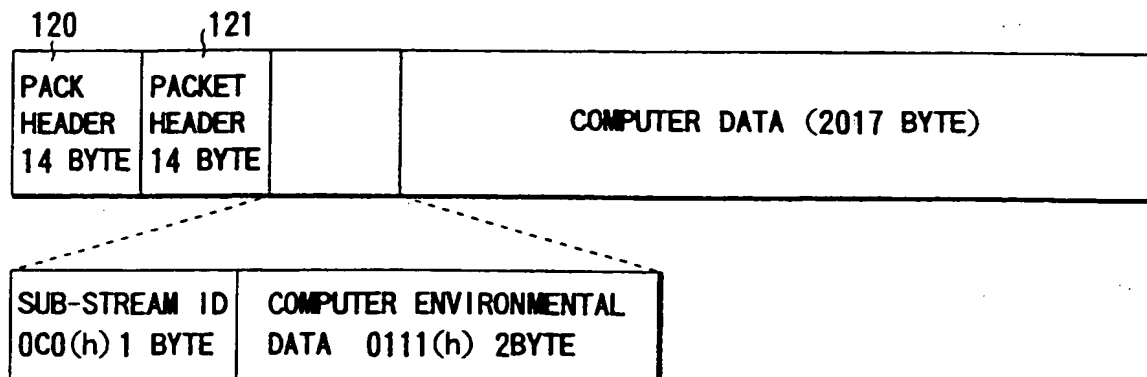 120 121
PACK
HEADER
14 BYTE
PACKET
HEADER
14 BYTE
COMPUTER DATA (2017 BYTE)
SUB-STREAM ID
0C0(h) 1 BYTE
COMPUTER ENVIRONMENTAL
DATA 0111(h) 2BYTE